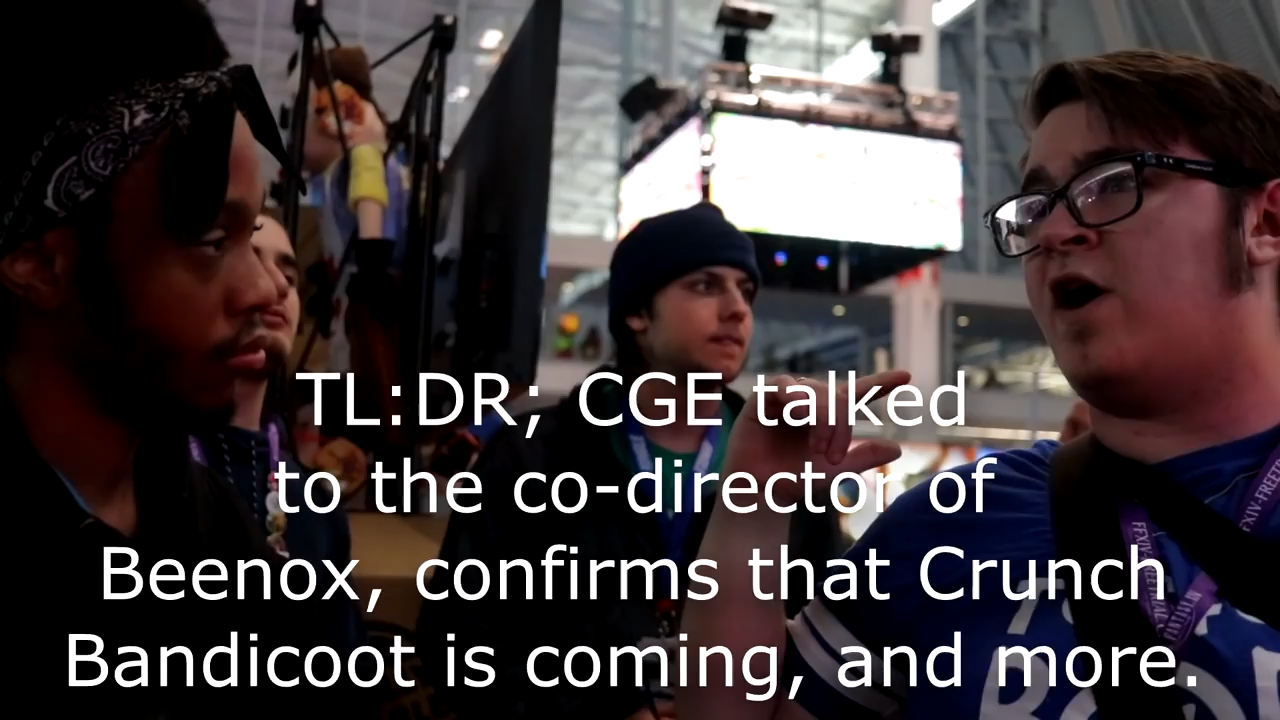 TL:DR; CGE talked
to the co-director of
Beenox, confirms that Crunch
Bandicoot is coming, and more.